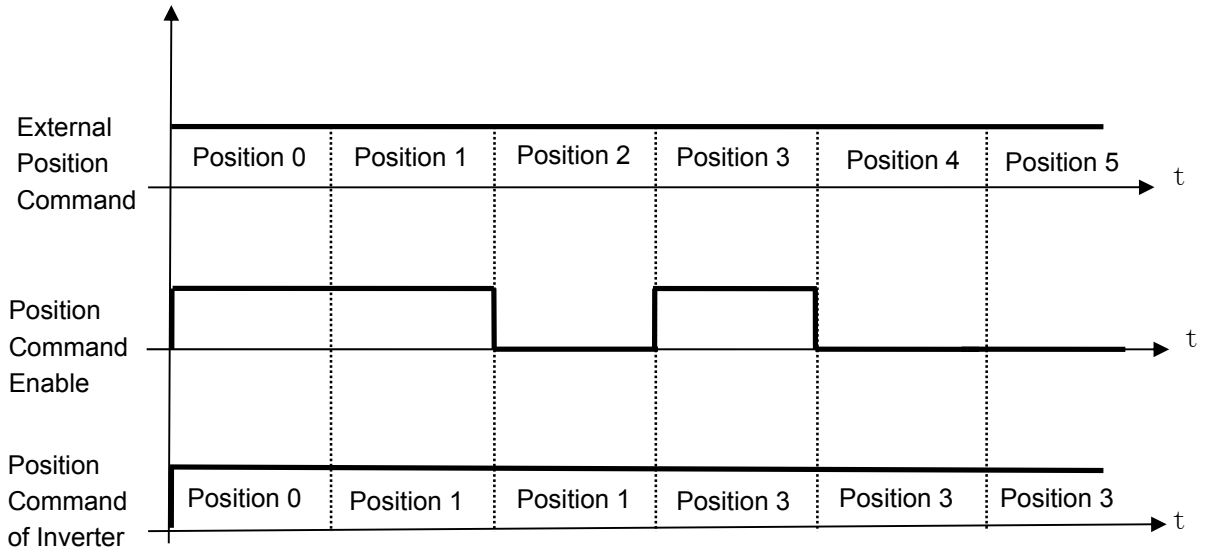 External
Position
Command
Position 0 Position 1 Position 2 Position 3 Position 4 Position 5
t
Position
Command
Enable
t
Position
Command
of Inverter
Position 0 Position 1 Position 1 Position 3 Position 3 Position 3
t